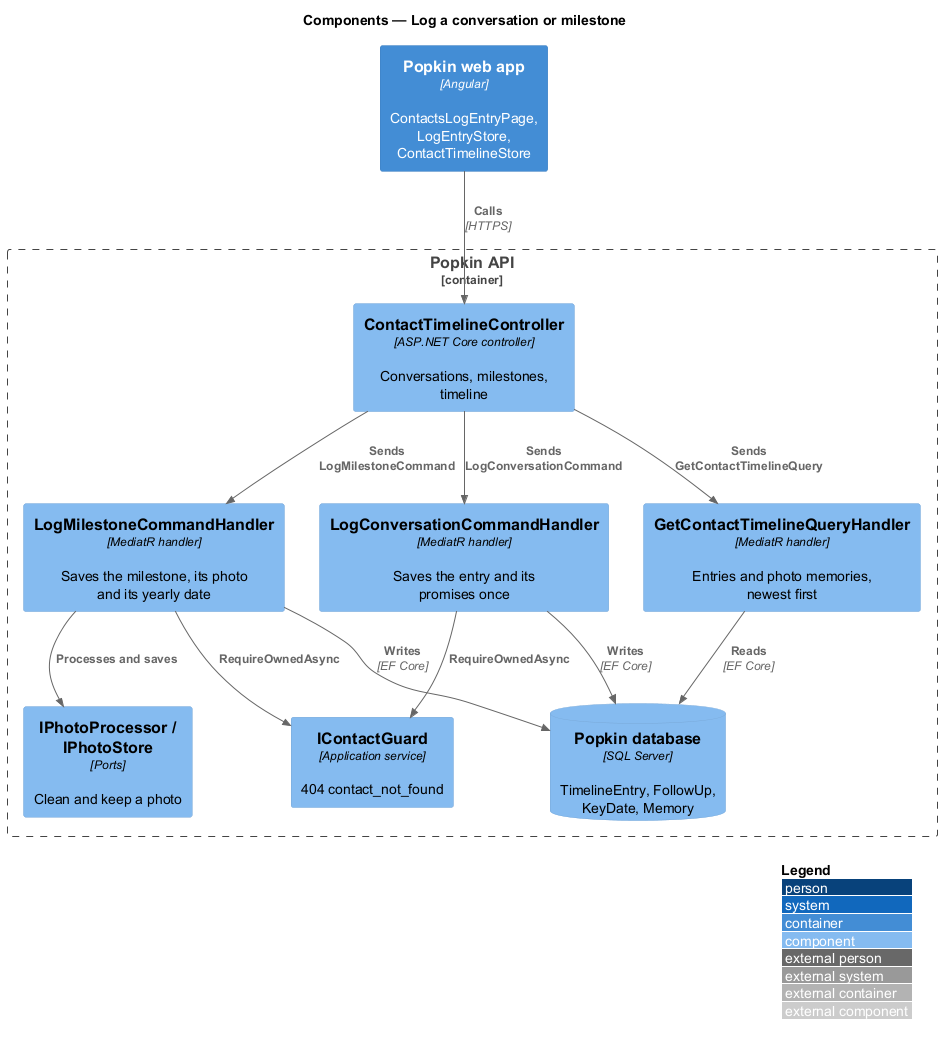 Components — Log a conversation or milestone
Popkin web app
[Angular]
ContactsLogEntryPage,
LogEntryStore,
ContactTimelineStore
Calls
[HTTPS]
Popkin API
[container]
ContactTimelineController
[ASP.NET Core controller]
Conversations, milestones,
timeline
Sends
LogMilestoneCommand
Sends
LogConversationCommand
Sends
GetContactTimelineQuery
LogMilestoneCommandHandler
[MediatR handler]
Saves the milestone, its photo
and its yearly date
LogConversationCommandHandler
[MediatR handler]
Saves the entry and its
promises once
GetContactTimelineQueryHandler
[MediatR handler]
Entries and photo memories,
newest first
Processes and saves
RequireOwnedAsync
Writes
[EF Core]
RequireOwnedAsync
Writes
[EF Core]
Reads
[EF Core]
IPhotoProcessor /
IPhotoStore
[Ports]
Clean and keep a photo
IContactGuard
[Application service]
404 contact_not_found
Popkin database
[SQL Server]
TimelineEntry, FollowUp,
KeyDate, Memory
Legend
person
system
container
component
external person
external system
external container
external component